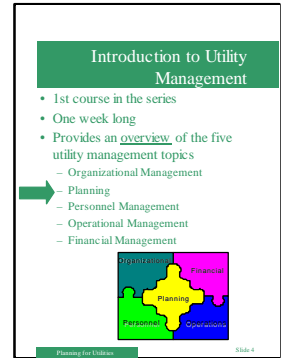 Introduction to Utility
Management
• 1st course in the series
• One week long
• Provides an overview of the five
utility management topics
– Organizational Management
– Planning
– Personnel Management
– Operational Management
– Financial Management
Organizational
Financial
Planning
Personnel
Operations
Planning for Utilities
Slide 4